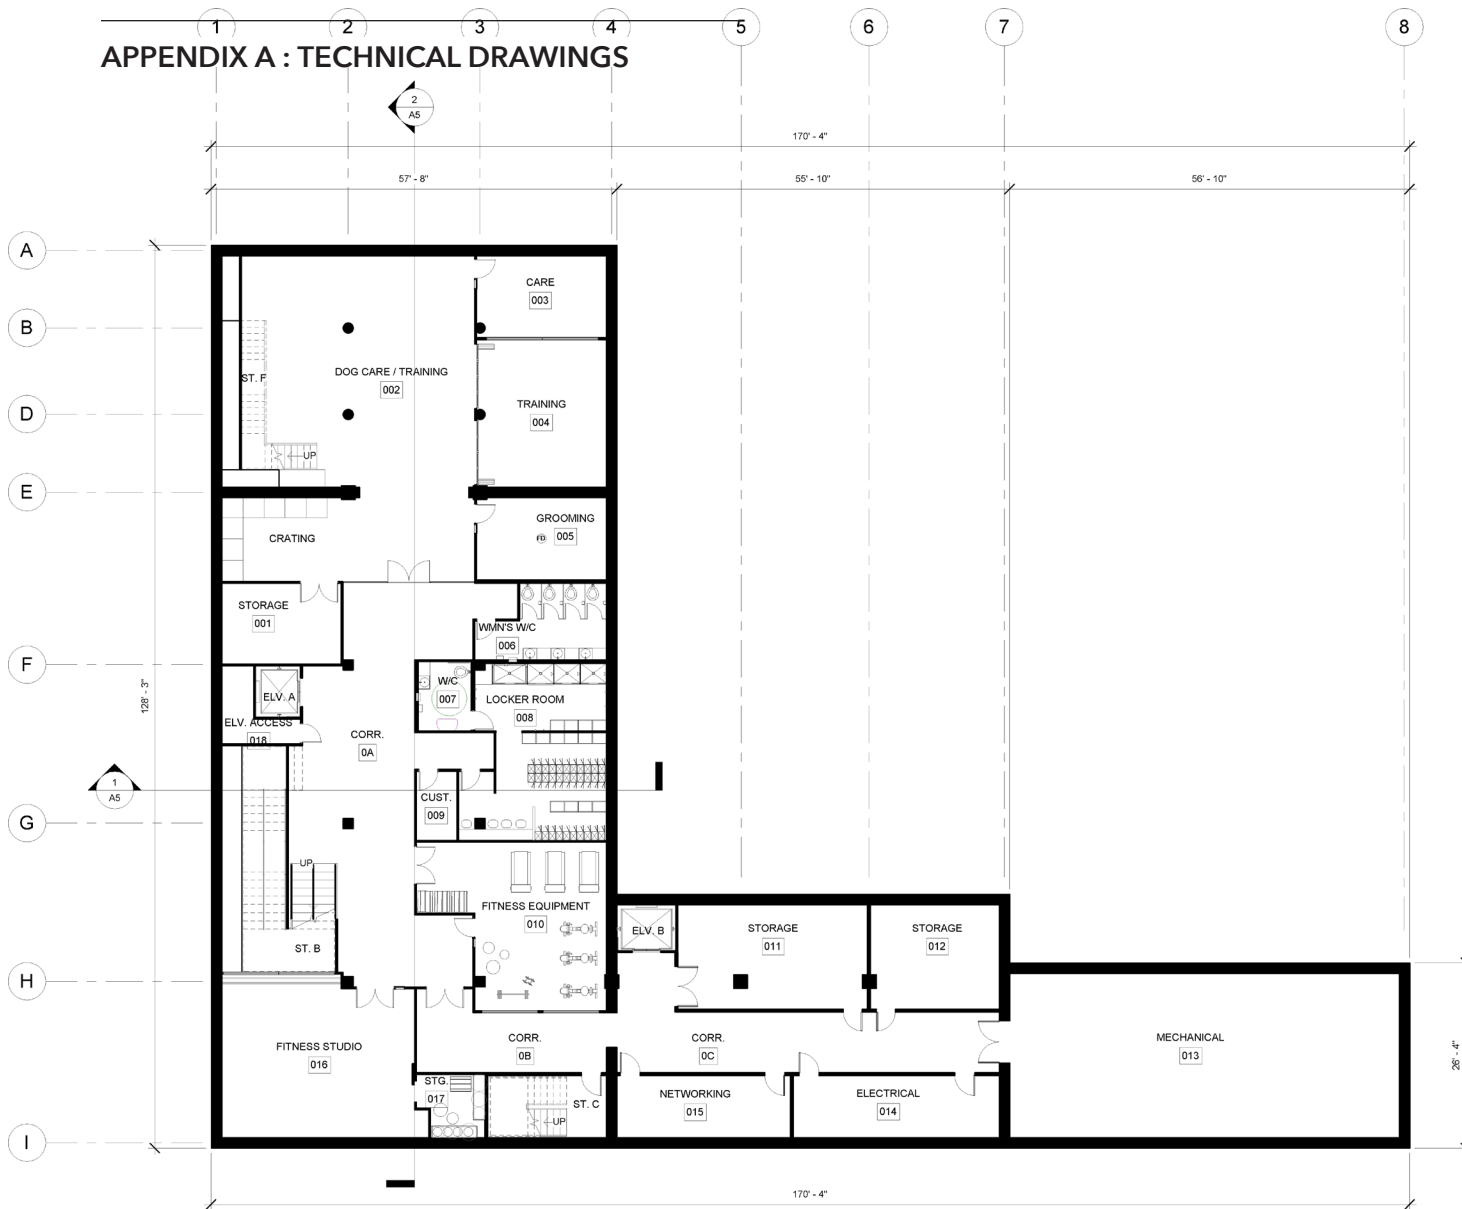 1 2 3 4 5 6 7 8
APPENDIX A : TECHNICAL DRAWINGS
2
A5
170' - 4"
57' - 8"
55' - 10"
56' - 10"
A
CARE
003
B
DOG CARE / TRAINING
002
ST. F
TRAINING
004
D
UP
E
GROOMING
005
FD
CRATING
STORAGE
001
WMN'S W/C
006
F
128' - 3"
ELV. A
W/C
007
LOCKER ROOM
008
ELV. ACCESS
018
CORR.
0A
1
A5
CUST.
009
G
UP
FITNESS EQUIPMENT
010
ELV. B
STORAGE
011
STORAGE
012
ST. B
H
FITNESS STUDIO
016
CORR.
0B
CORR.
0C
MECHANICAL
013
26' - 4"
STG.
017
ST. C
UP
NETWORKING
015
ELECTRICAL
014
I
170' - 4"